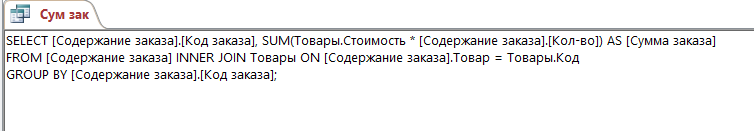 Сум зак
SELECT [Содержание заказа].[Код заказа], SUM(Товары.Стоимость * [Содержание заказа].[Кол-во]) AS [Сумма заказа]
FROM [Содержание заказа] INNER JOIN Товары ON [Содержание заказа].Товар = Товары.Код
GROUP BY [Содержание заказа].[Код заказа];